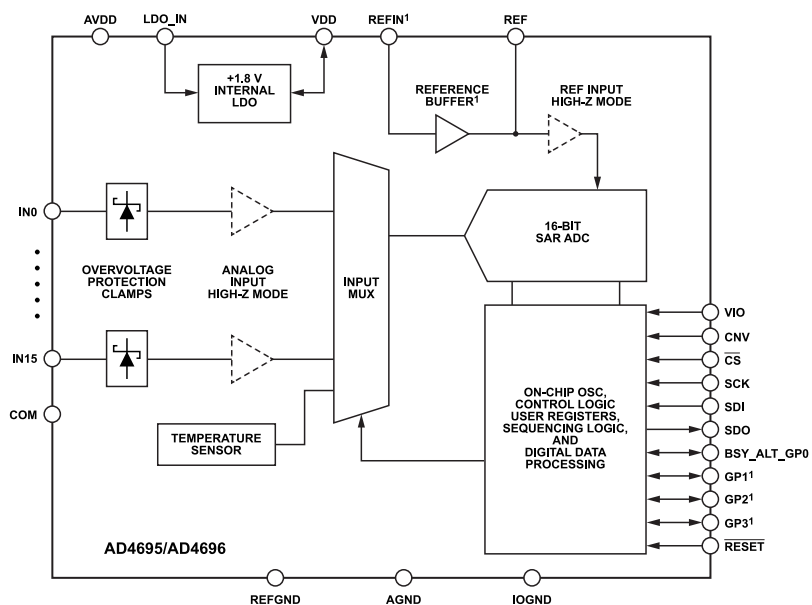 AVDD
LDO_IN
VDD
REFIN¹
REF
+1.8 V
INTERNAL
LDO
REFERENCE
BUFFER¹
REF INPUT
HIGH-Z MODE
IN0
16-BIT
SAR ADC
OVERVOLTAGE
PROTECTION
CLAMPS
ANALOG
INPUT
HIGH-Z MODE
INPUT
MUX
IN15
COM
TEMPERATURE
SENSOR
ON-CHIP OSC,
CONTROL LOGIC
USER REGISTERS,
SEQUENCING LOGIC,
AND
DIGITAL DATA
PROCESSING
VIO
CNV
C̅S̅
SCK
SDI
SDO
BSY_ALT_GP0
GP1¹
GP2¹
GP3¹
R̅E̅S̅E̅T̅
AD4695/AD4696
REFGND
AGND
IOGND